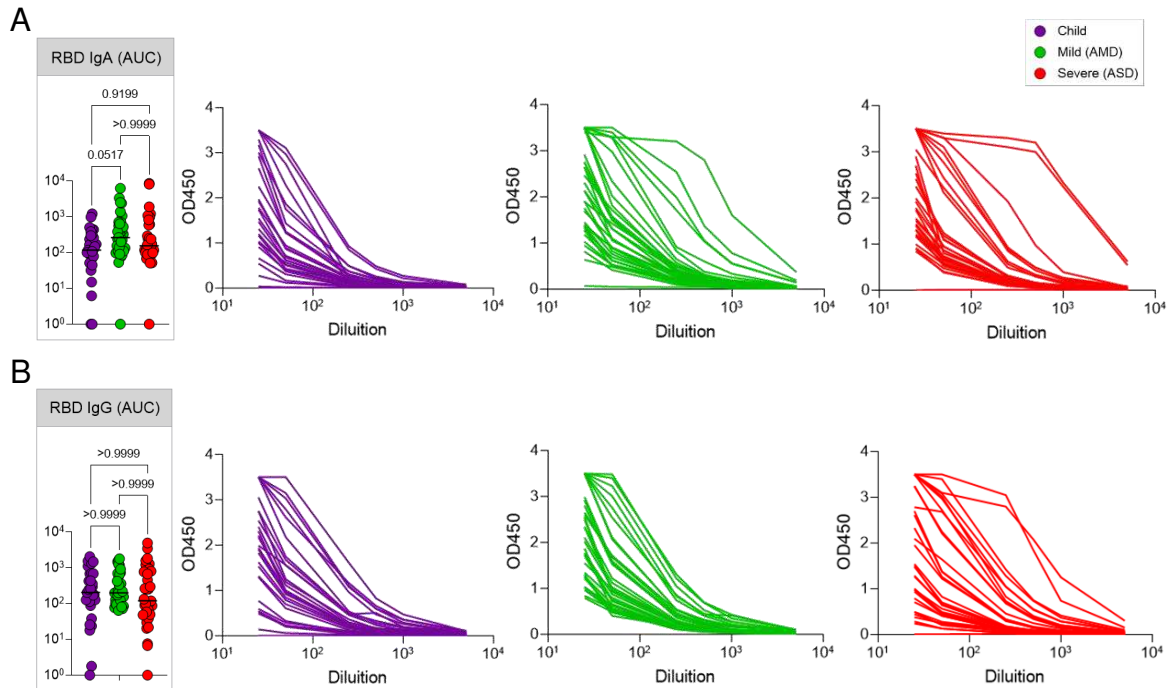 A
RBD IgA (AUC)
0.9199
>0.9999
0.0517
10⁴
10³
10²
10¹
10⁰
OD450
4
3
2
1
0
10¹ 10² 10³ 10⁴
Diluition
OD450
4
3
2
1
0
10¹ 10² 10³ 10⁴
Diluition
OD450
4
3
2
1
0
10¹ 10² 10³ 10⁴
Diluition
Child
Mild (AMD)
Severe (ASD)
B
RBD IgG (AUC)
>0.9999
>0.9999
>0.9999
10⁴
10³
10²
10¹
10⁰
OD450
4
3
2
1
0
10¹ 10² 10³ 10⁴
Diluition
OD450
4
3
2
1
0
10¹ 10² 10³ 10⁴
Diluition
OD450
4
3
2
1
0
10¹ 10² 10³ 10⁴
Diluition